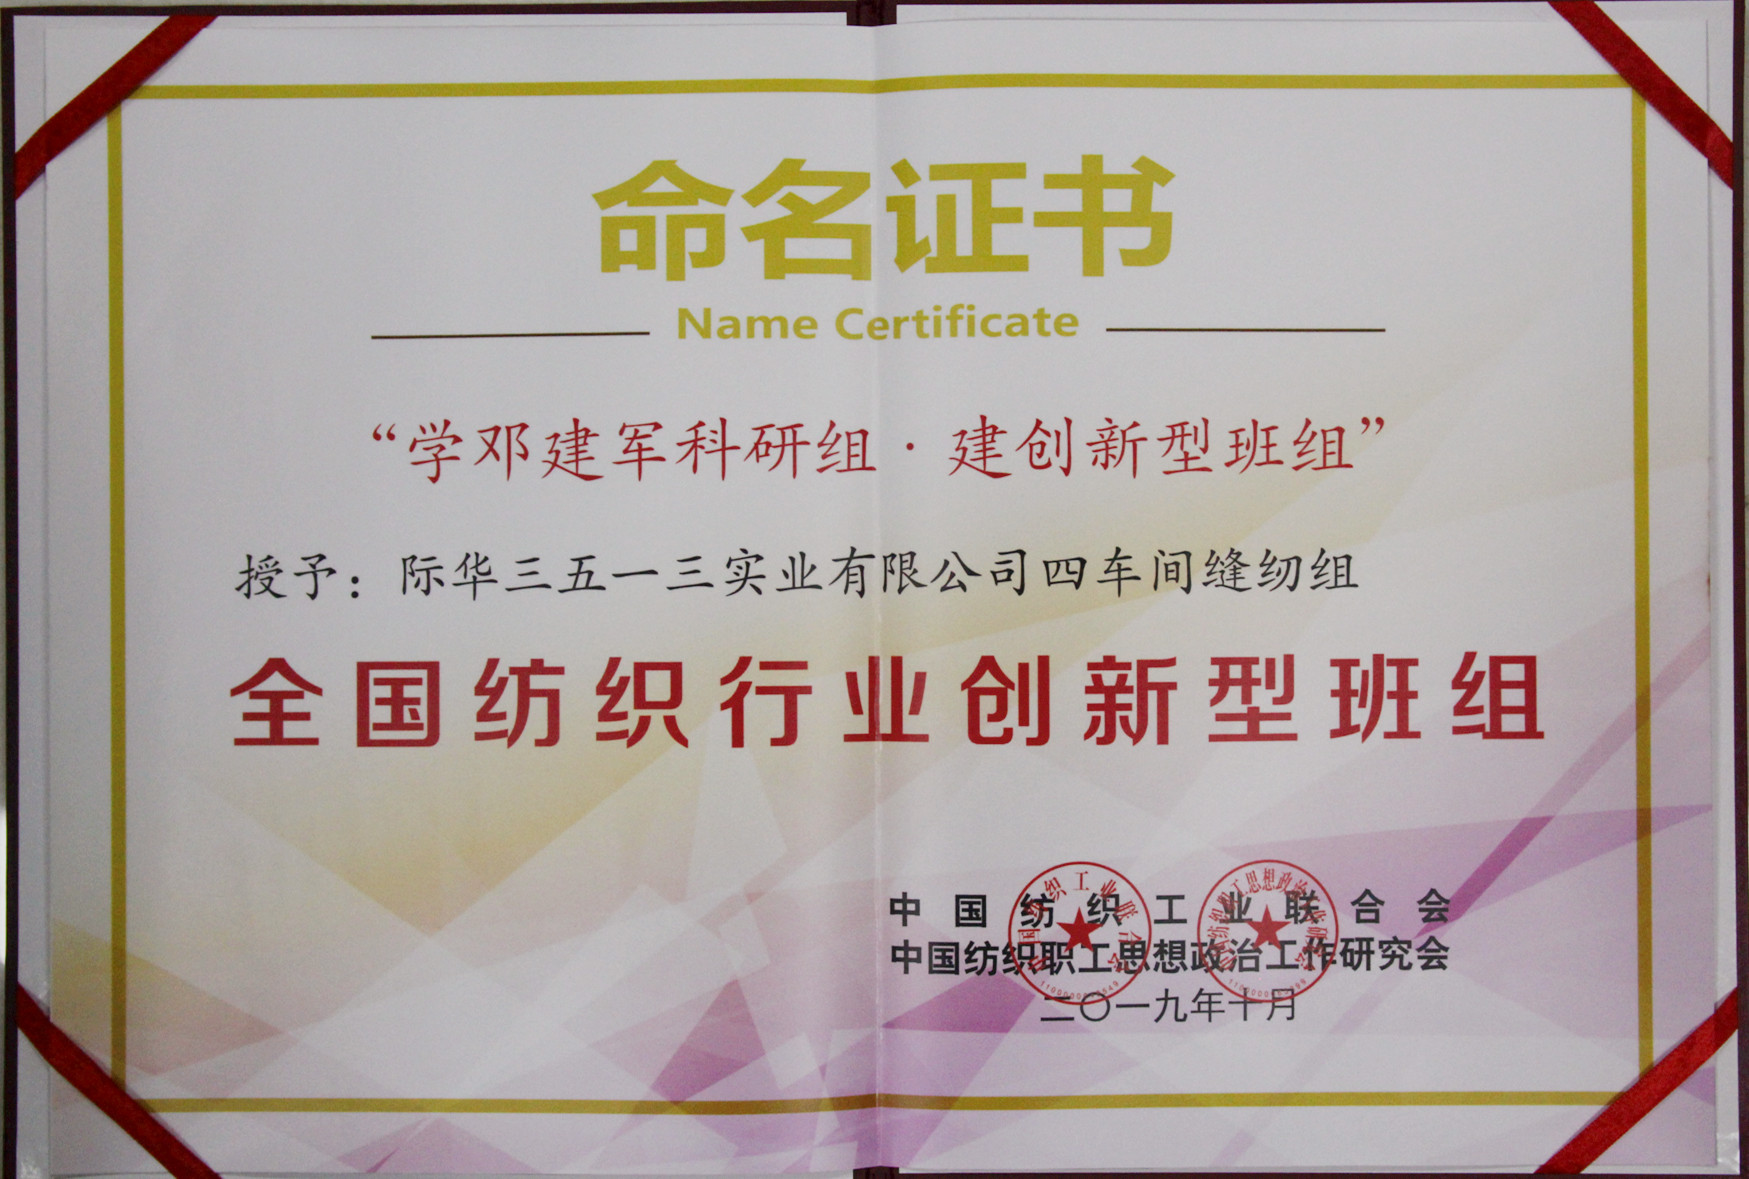 命名证书
Name Certificate
“学邓建军科研组·建创新型班组”
授予：际华三五一三实业有限公司四车间缝纫组
全国纺织行业创新型班组
中国纺织工业联合会
中国纺织职工思想政治工作研究会
二〇一九年十月